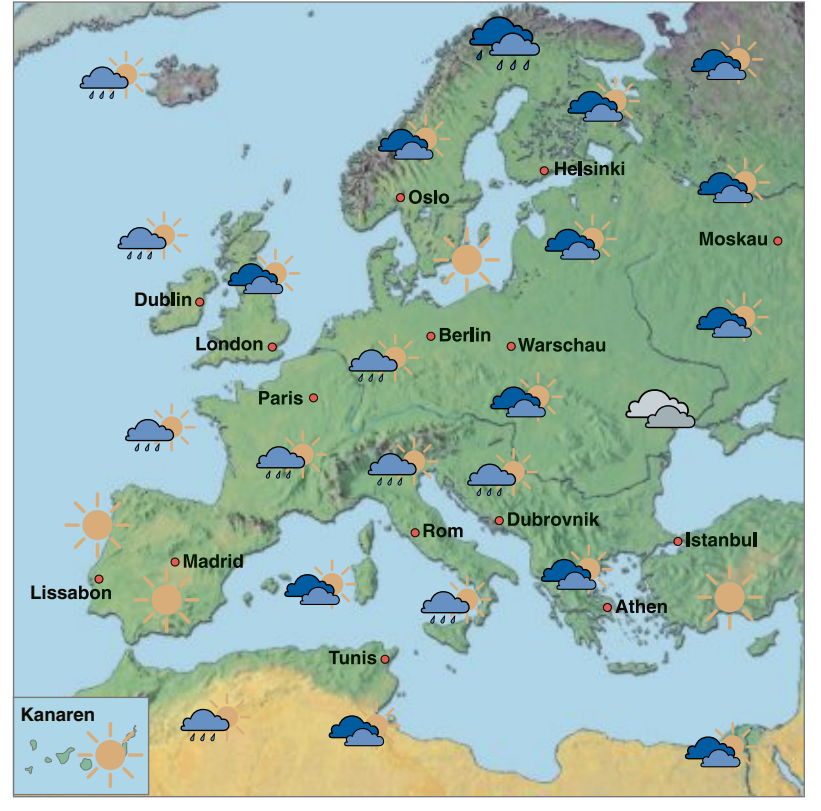 Helsinki
Oslo
Moskau
Dublin
Berlin
London
Warschau
Paris
Dubrovnik
Rom
Istanbul
Madrid
Lissabon
Athen
Tunis
Kanaren